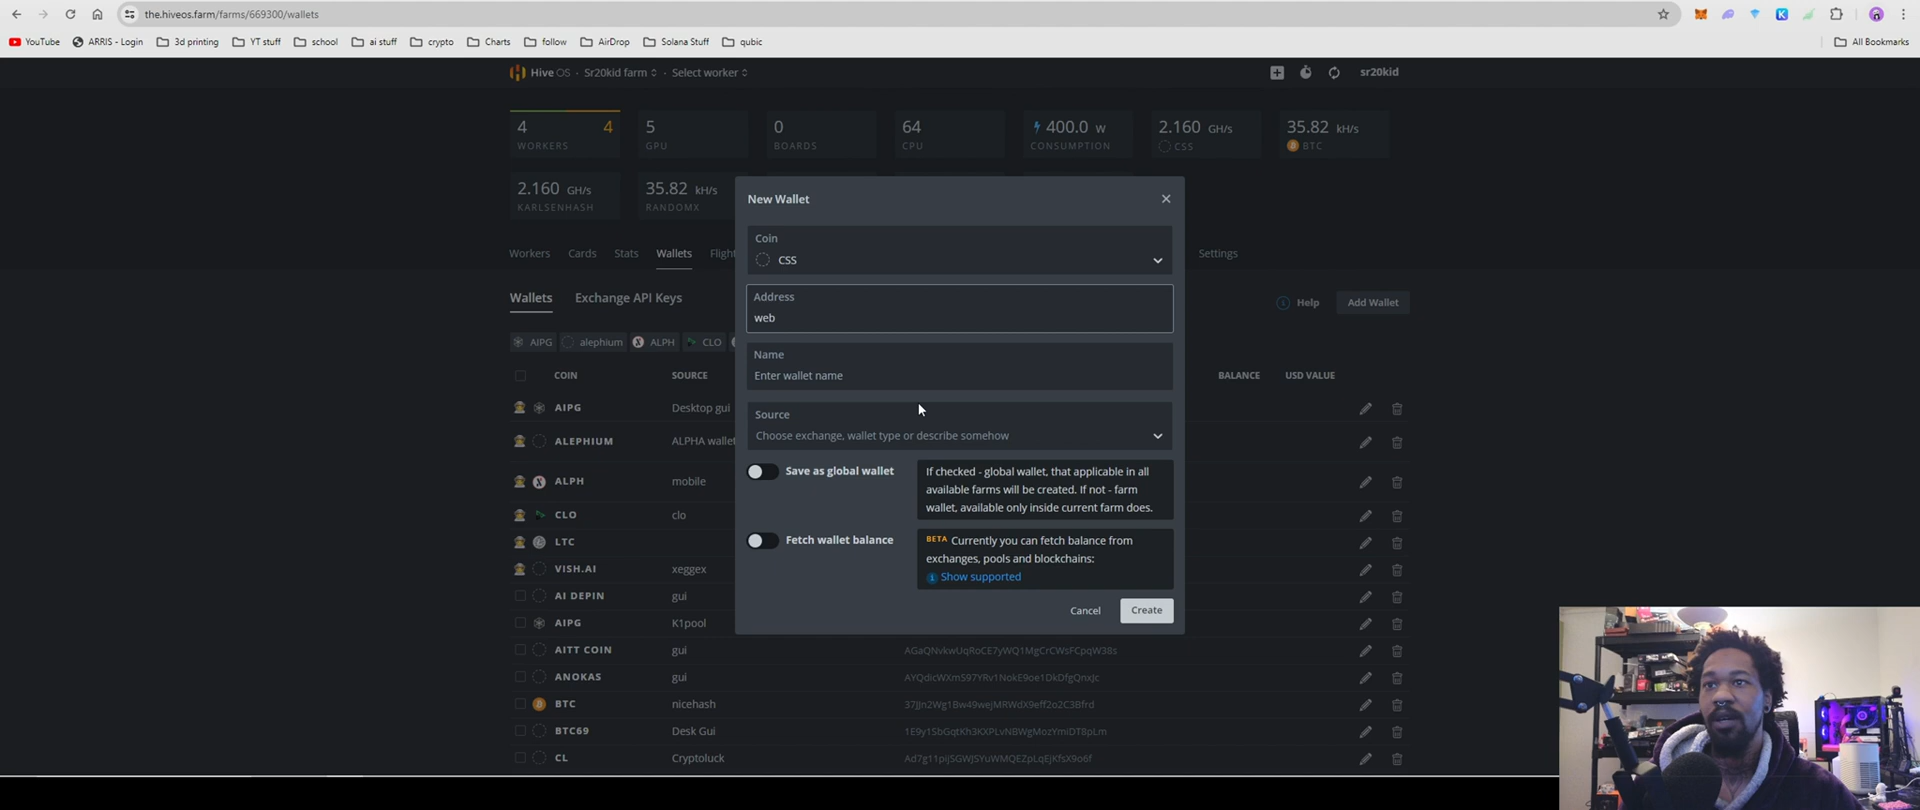 the.hiveos.farm/farms/669300/wallets
YouTube ARRIS - Login 3d printing YT stuff school ai stuff crypto Charts follow AirDrop Solana Stuff qubic All Bookmarks
Hive OS · Sr20kid farm · Select worker sr20kid
4 4 5 0 64 400.0 W 2.160 GH/s 35.82 kH/s
WORKERS GPU BOARDS CPU CONSUMPTION CSS BTC
2.160 GH/s 35.82 kH/s
KARLSENHASH RANDOMX
New Wallet
Coin
CSS
Workers Cards Stats Wallets Flight Settings
Address
web
Wallets Exchange API Keys Help Add Wallet
AIPG alephium ALPH CLO
Name
Enter wallet name
COIN SOURCE BALANCE USD VALUE
AIPG Desktop gui
Source
Choose exchange, wallet type or describe somehow
ALEPHIUM ALPHA wallet
Save as global wallet
If checked - global wallet, that applicable in all
available farms will be created. If not - farm
wallet, available only inside current farm does.
ALPH mobile
CLO clo
LTC
Fetch wallet balance
BETA Currently you can fetch balance from
exchanges, pools and blockchains:
Show supported
VISH.AI xeggex
AI DEPIN gui
Cancel Create
AIPG K1pool
AITT COIN gui AGaQNvkwUqRoCE7yWQ1MgCrCWsFCpqW38s
ANOKAS gui AYQdicWXmS97YRv1NokE9oe1DkDfgQnxJc
BTC nicehash 37JJn2Wg1Bw49wejMRWdX9eff2o2C3Bfrd
BTC69 Desk Gui 1E9y1SbGqtKh3KXPLvNBWgMozYmiDT8pLm
CL Cryptoluck Ad7g11pijSGWJSYuWMQEZpLqEjKfsX9o6f